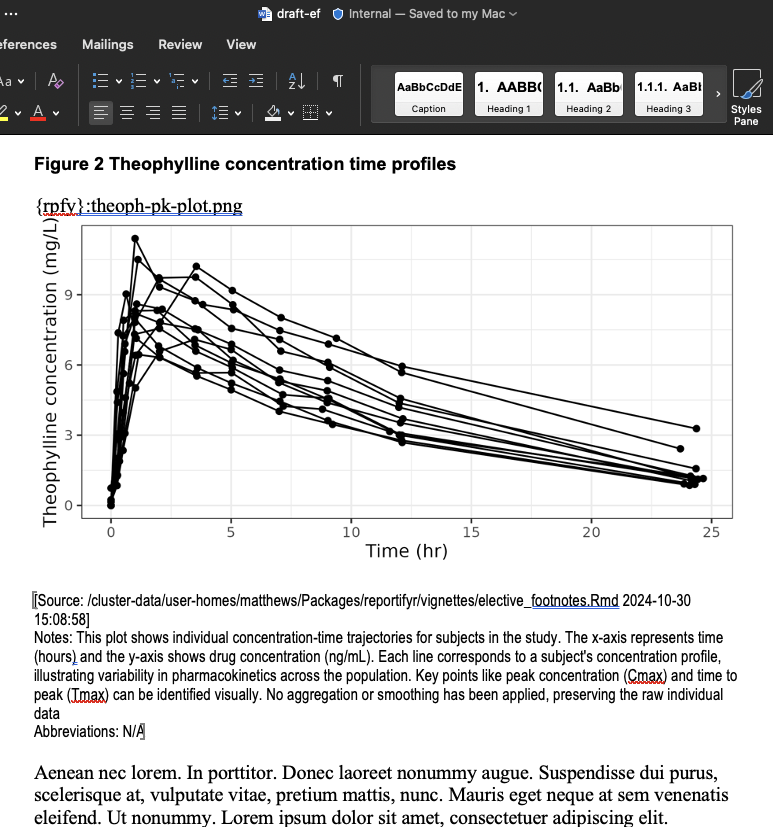 draft-ef Internal — Saved to my Mac
eferences Mailings Review View
Aa A
AaBbCcDdE 1. AABB( 1.1. AaBb 1.1.1. AaBl
A Caption Heading 1 Heading 2 Heading 3 Styles
Pane
Figure 2 Theophylline concentration time profiles
{rpfy}:theoph-pk-plot.png
Theophylline concentration (mg/L)
9
6
3
0
0 5 10 15 20 25
Time (hr)
[Source: /cluster-data/user-homes/matthews/Packages/reportifyr/vignettes/elective_footnotes.Rmd 2024-10-30
15:08:58]
Notes: This plot shows individual concentration-time trajectories for subjects in the study. The x-axis represents time
(hours) and the y-axis shows drug concentration (ng/mL). Each line corresponds to a subject's concentration profile,
illustrating variability in pharmacokinetics across the population. Key points like peak concentration (Cmax) and time to
peak (Tmax) can be identified visually. No aggregation or smoothing has been applied, preserving the raw individual
data
Abbreviations: N/A
Aenean nec lorem. In porttitor. Donec laoreet nonummy augue. Suspendisse dui purus,
scelerisque at, vulputate vitae, pretium mattis, nunc. Mauris eget neque at sem venenatis
eleifend. Ut nonummy. Lorem ipsum dolor sit amet, consectetuer adipiscing elit.